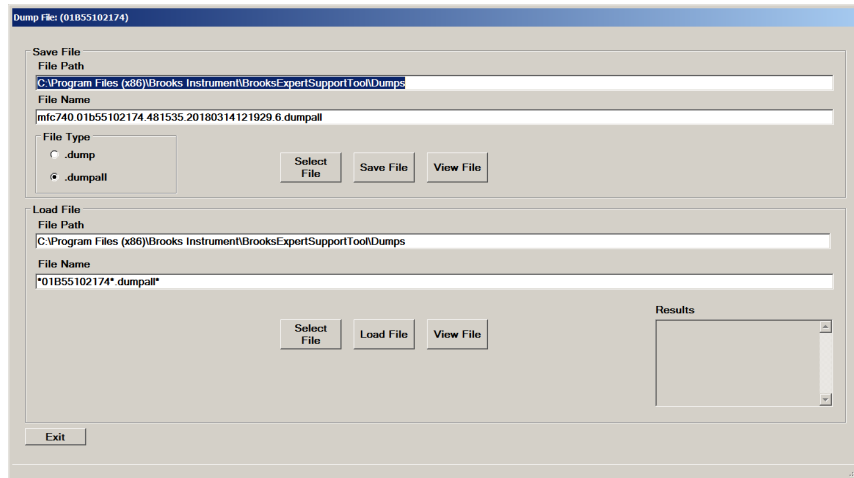 Dump File: (01B55102174)
Save File
File Path
C:\Program Files (x86)\Brooks Instrument\BrooksExpertSupportTool\Dumps
File Name
mfc740.01b55102174.481535.20180314121929.6.dumpall
File Type
.dump
.dumpall
Select
File
Save File
View File
Load File
File Path
C:\Program Files (x86)\Brooks Instrument\BrooksExpertSupportTool\Dumps
File Name
*01B55102174*.dumpall*
Select
File
Load File
View File
Results
Exit